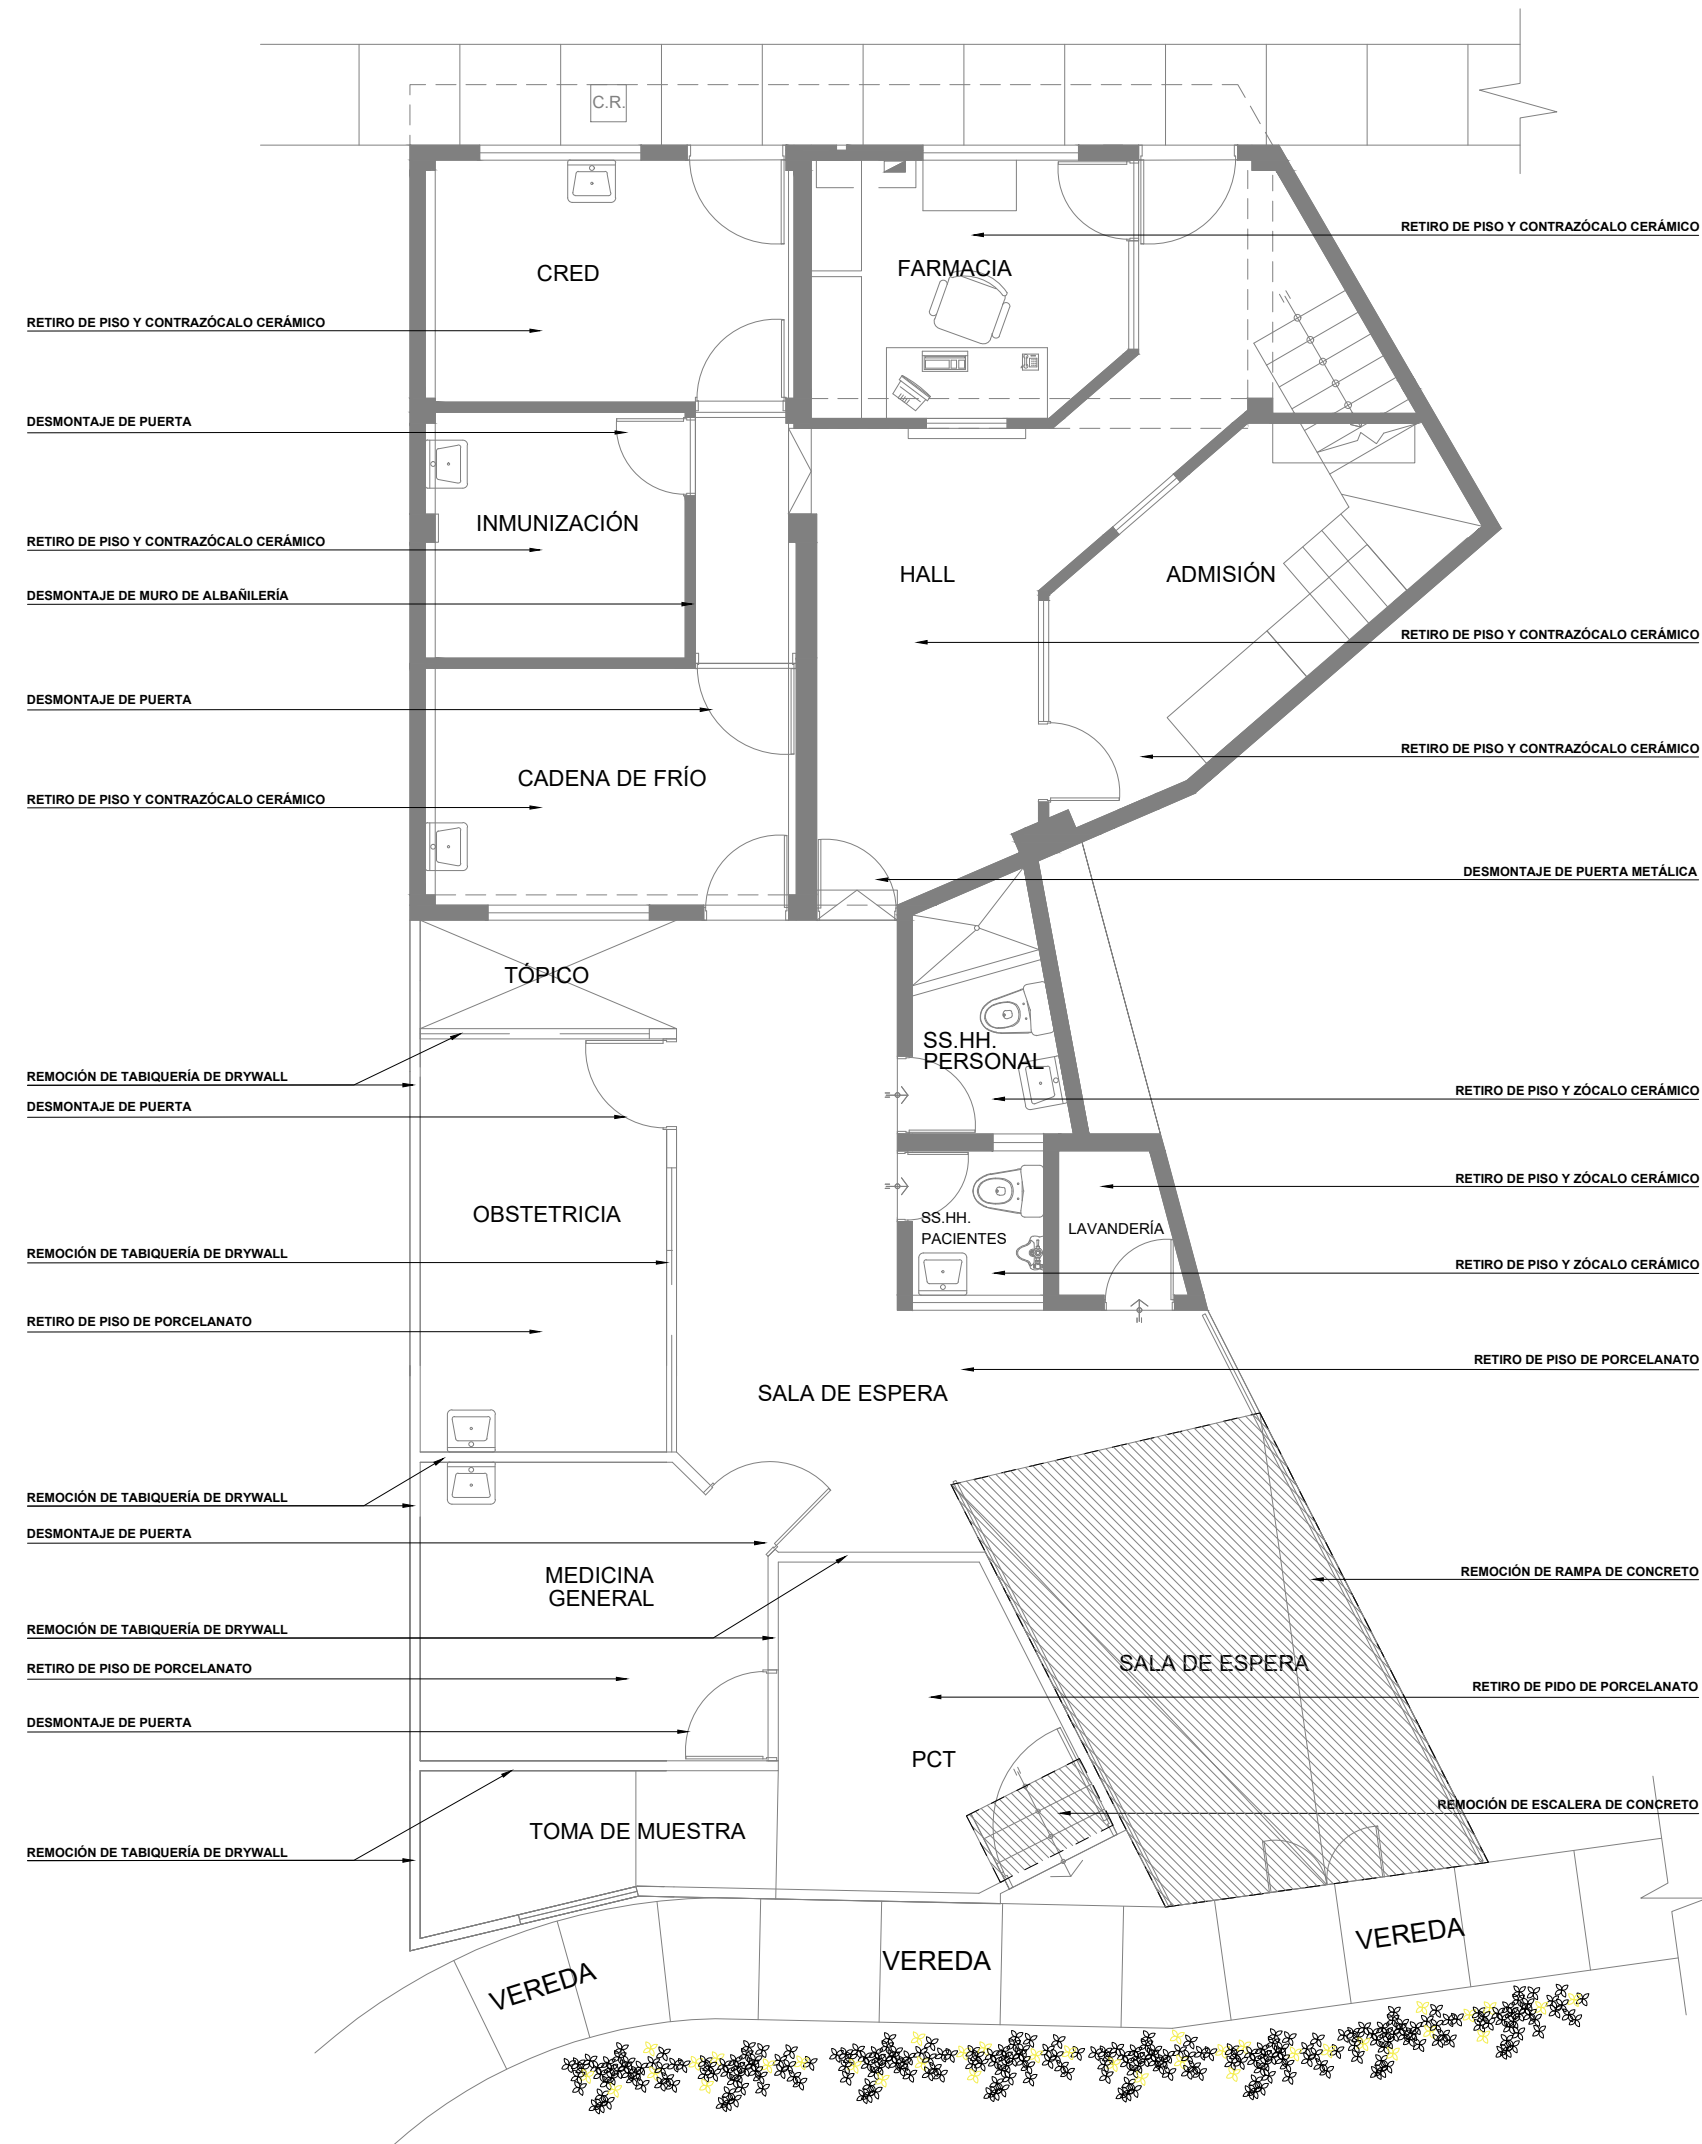 C.R.
RETIRO DE PISO Y CONTRAZÓCALO CERÁMICO
CRED
FARMACIA
RETIRO DE PISO Y CONTRAZÓCALO CERÁMICO
DESMONTAJE DE PUERTA
INMUNIZACIÓN
RETIRO DE PISO Y CONTRAZÓCALO CERÁMICO
HALL
ADMISIÓN
DESMONTAJE DE MURO DE ALBAÑILERÍA
RETIRO DE PISO Y CONTRAZÓCALO CERÁMICO
DESMONTAJE DE PUERTA
RETIRO DE PISO Y CONTRAZÓCALO CERÁMICO
CADENA DE FRÍO
RETIRO DE PISO Y CONTRAZÓCALO CERÁMICO
DESMONTAJE DE PUERTA METÁLICA
TÓPICO
SS.HH.
PERSONAL
REMOCIÓN DE TABIQUERÍA DE DRYWALL
RETIRO DE PISO Y ZÓCALO CERÁMICO
DESMONTAJE DE PUERTA
RETIRO DE PISO Y ZÓCALO CERÁMICO
OBSTETRICIA
SS.HH.
PACIENTES
LAVANDERÍA
REMOCIÓN DE TABIQUERÍA DE DRYWALL
RETIRO DE PISO Y ZÓCALO CERÁMICO
RETIRO DE PISO DE PORCELANATO
RETIRO DE PISO DE PORCELANATO
SALA DE ESPERA
REMOCIÓN DE TABIQUERÍA DE DRYWALL
DESMONTAJE DE PUERTA
REMOCIÓN DE RAMPA DE CONCRETO
MEDICINA
GENERAL
REMOCIÓN DE TABIQUERÍA DE DRYWALL
SALA DE ESPERA
RETIRO DE PISO DE PORCELANATO
RETIRO DE PIDO DE PORCELANATO
DESMONTAJE DE PUERTA
PCT
REMOCIÓN DE ESCALERA DE CONCRETO
TOMA DE MUESTRA
REMOCIÓN DE TABIQUERÍA DE DRYWALL
VEREDA
VEREDA
VEREDA